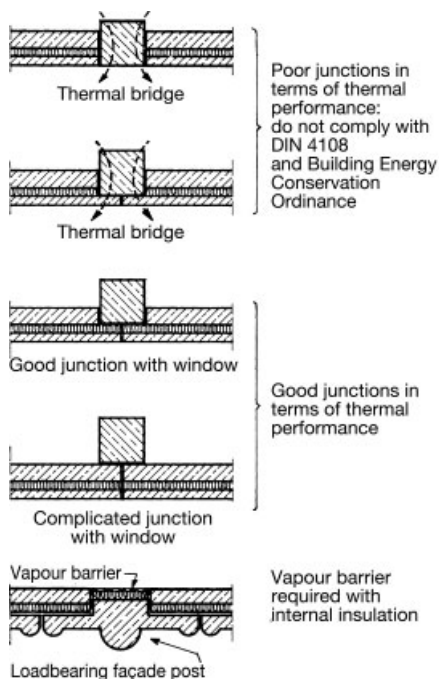 Thermal bridge
Poor junctions in
terms of thermal
performance:
do not comply with
DIN 4108
and Building Energy
Conservation
Ordinance
Thermal bridge
Good junction with window
Good junctions in
terms of thermal
performance
Complicated junction
with window
Vapour barrier
Vapour barrier
required with
internal insulation
Loadbearing façade post